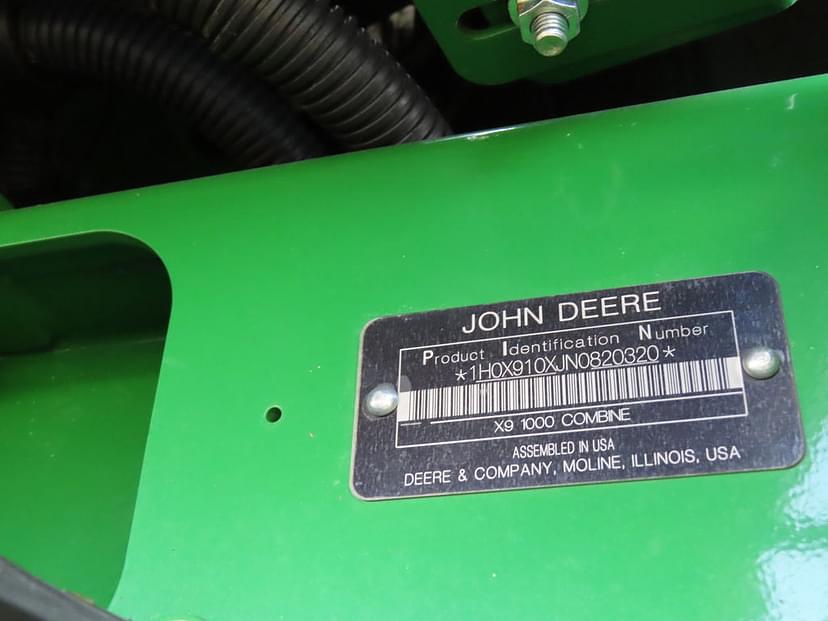 JOHN DEERE
Product Identification Number
*1H0X910XJN0820320*
X9 1000 COMBINE
ASSEMBLED IN USA
DEERE & COMPANY, MOLINE, ILLINOIS, USA